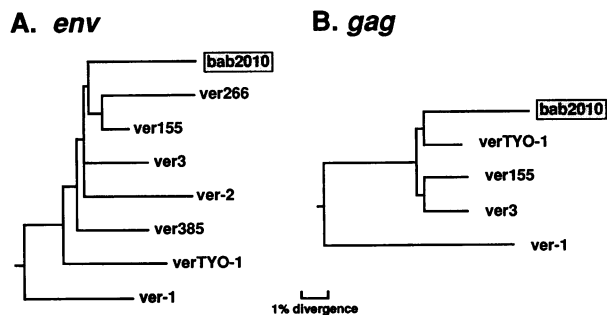 A. env
bab2010
ver266
ver155
ver3
ver-2
ver385
verTYO-1
ver-1
B. gag
bab2010
verTYO-1
ver155
ver3
ver-1
1% divergence